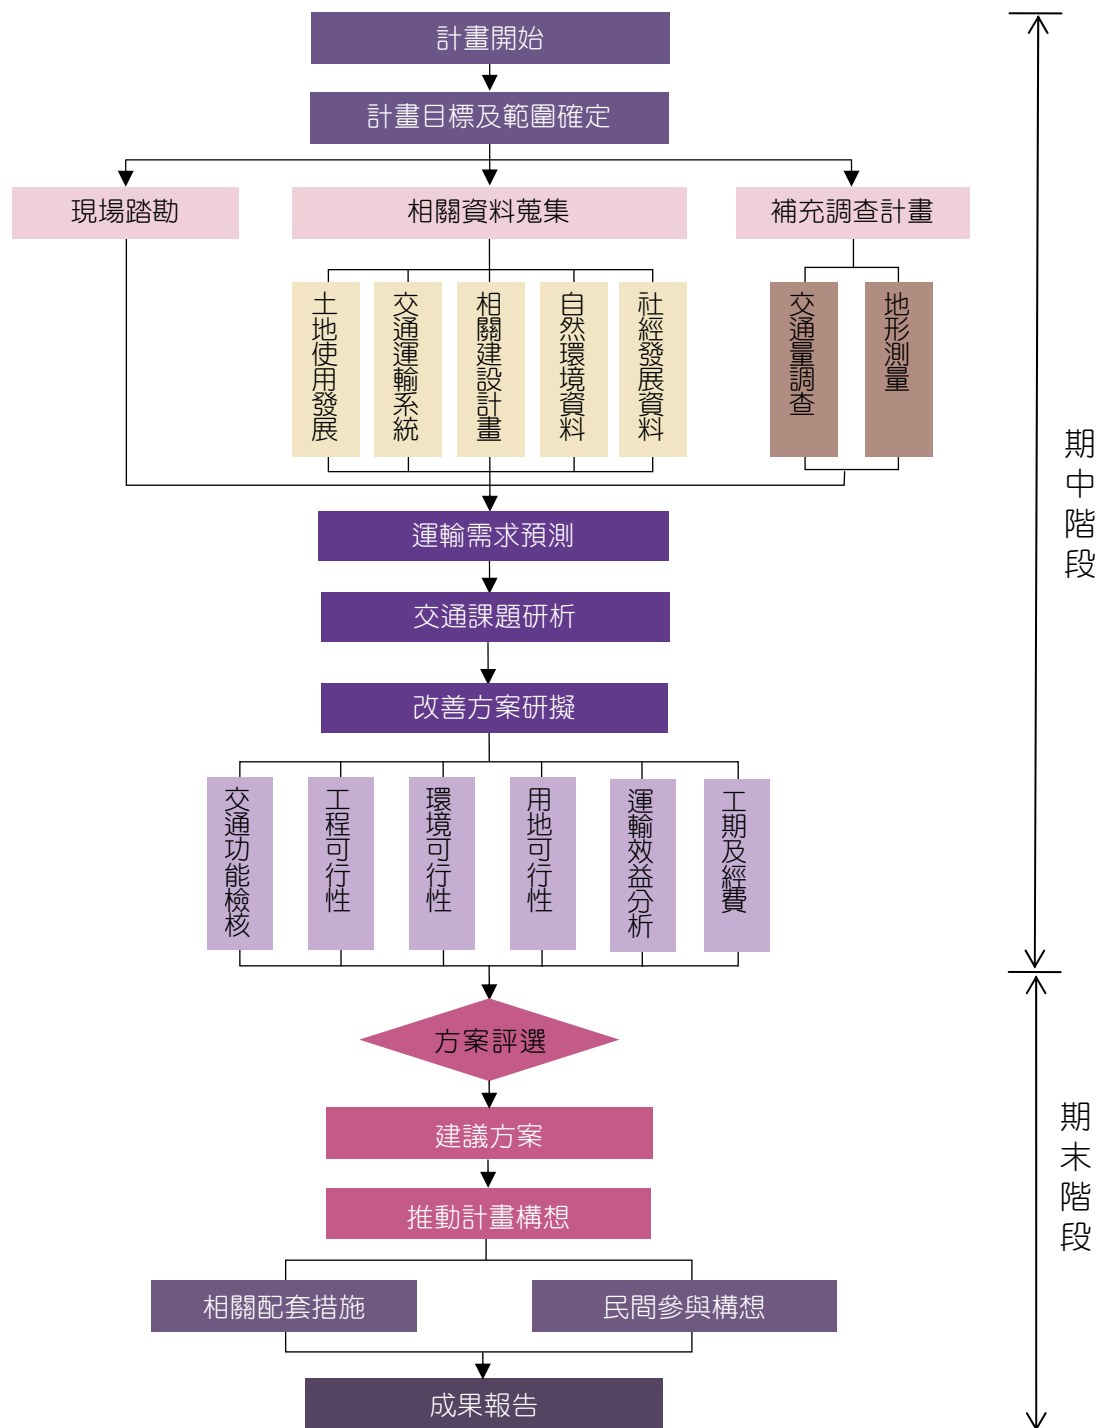 計畫開始
計畫目標及範圍確定
現場踏勘
相關資料蒐集
補充調查計畫
土地使用發展
交通運輸系統
相關建設計畫
自然環境資料
社經發展資料
交通量調查
地形測量
運輸需求預測
交通課題研析
改善方案研擬
交通功能檢核
工程可行性
環境可行性
用地可行性
運輸效益分析
工期及經費
期中階段
方案評選
建議方案
推動計畫構想
相關配套措施
民間參與構想
成果報告
期末階段